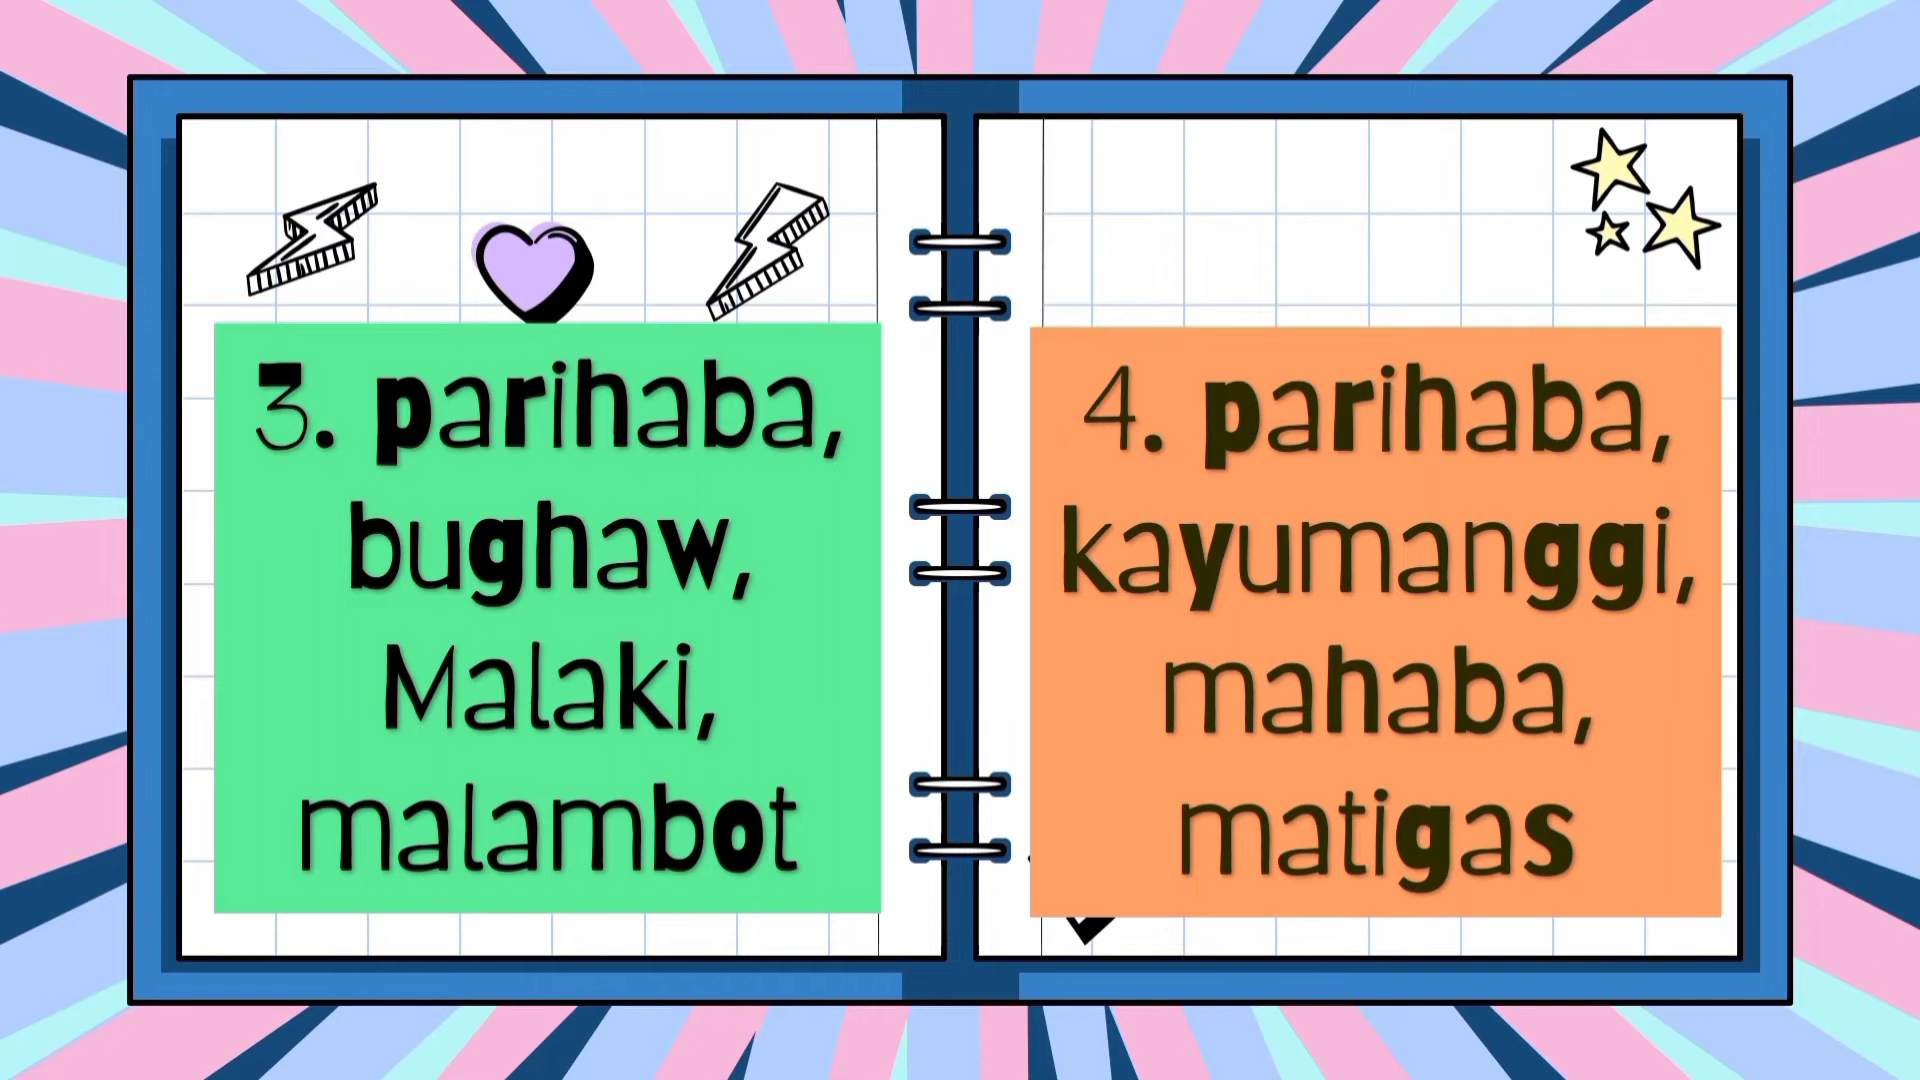 3. parihaba,
bughaw,
Malaki,
malambot
4. parihaba,
kayumanggi,
mahaba,
matigas